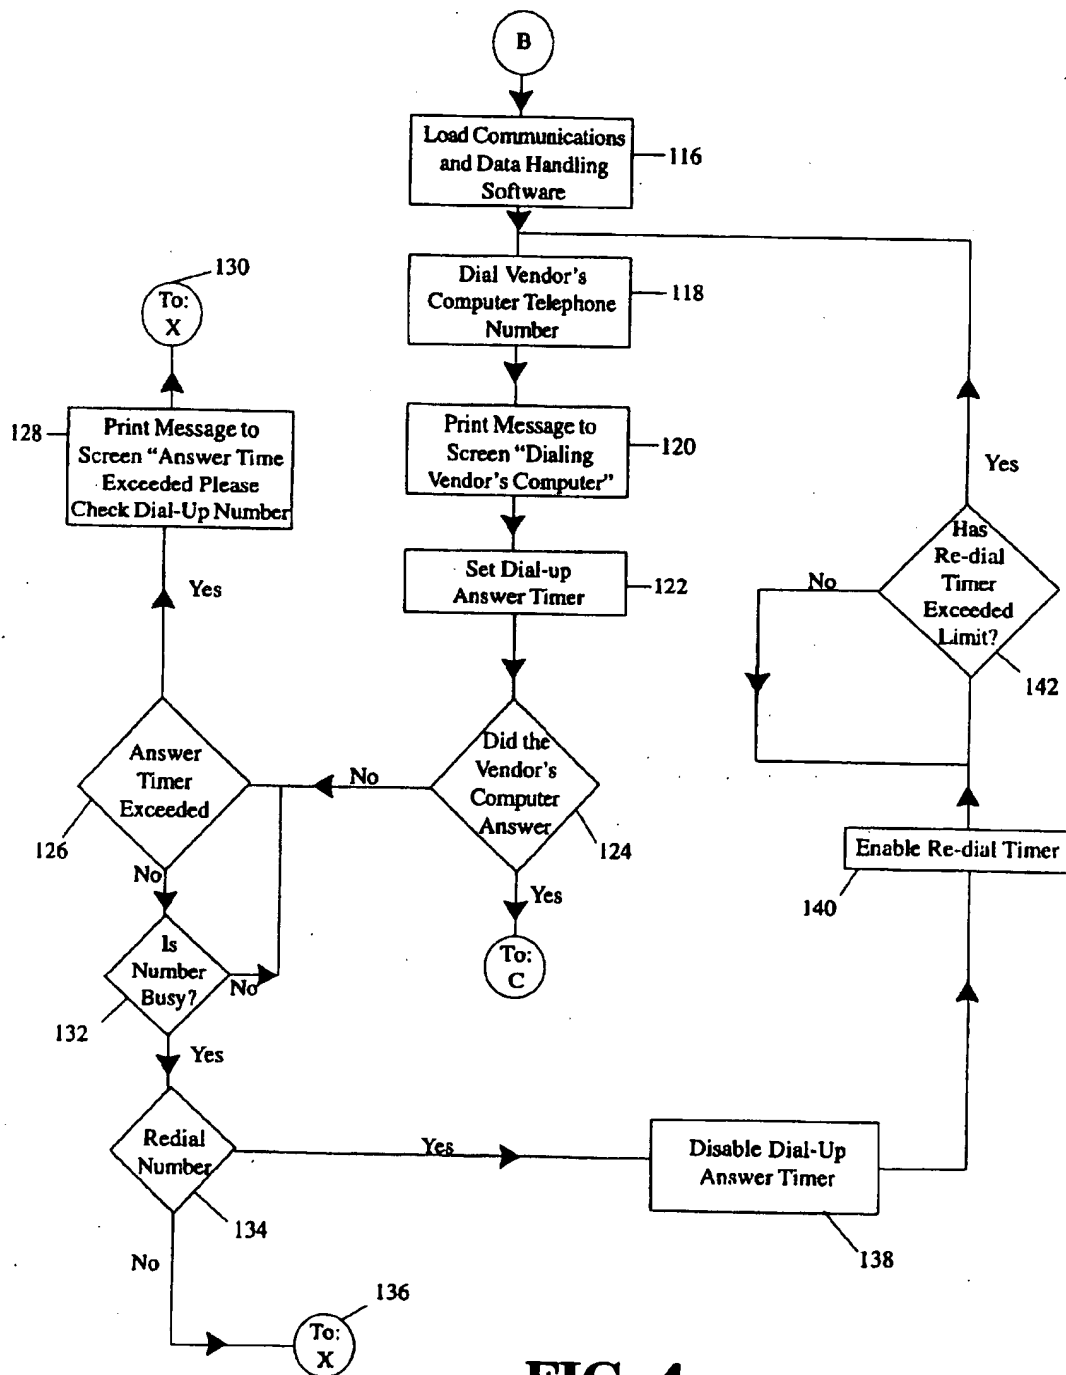 B
Load Communications
and Data Handling
Software
116
Dial Vendor's
Computer Telephone
Number
118
130
To:
X
128
Print Message to
Screen “Answer Time
Exceeded Please
Check Dial-Up Number
Print Message to
Screen “Dialing
Vendor's Computer”
120
Yes
Set Dial-up
Answer Timer
122
Yes
Has
Re-dial
Timer
Exceeded
Limit?
No
142
Answer
Timer
Exceeded
126
No
Did the
Vendor's
Computer
Answer
124
Yes
To:
C
No
Is
Number
Busy?
No
132
Yes
Enable Re-dial Timer
140
Redial
Number
134
Yes
Disable Dial-Up
Answer Timer
138
No
136
To:
X
FIG. 4